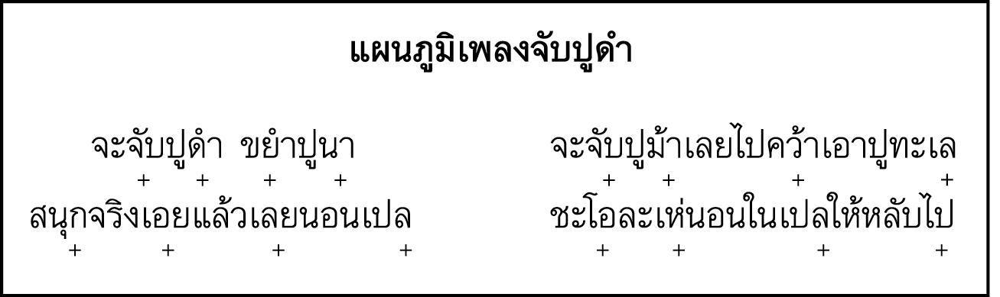 แผนภูมิเพลงจับปูดำ
จะจับปูดำ ขยำปูนา
+ + + +
สนุกจริงเอยแล้วเลยนอนเปล
+ + + +
จะจับปูม้าเลยไปคว้าเอาปูทะเล
+ + + +
ชะโอละเห่นอนในเปลให้หลับไป
+ + + +